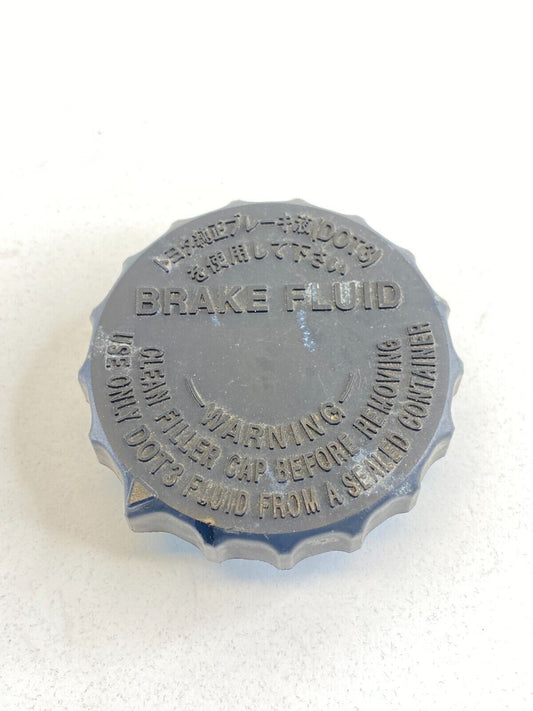 トヨタ純正ブレーキ液(DOT3)
を使用して下さい
BRAKE FLUID
WARNING
CLEAN FILLER CAP BEFORE REMOVING
USE ONLY DOT3 FLUID FROM A SEALED CONTAINER